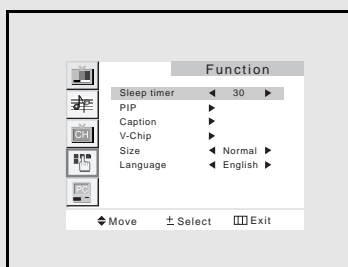 Function
Sleep timer ◀ 30 ▶
PIP ▶
Caption ▶
V-Chip ▶
Size ◀ Normal ▶
Language ◀ English ▶
CH
PC
Move ± Select Exit